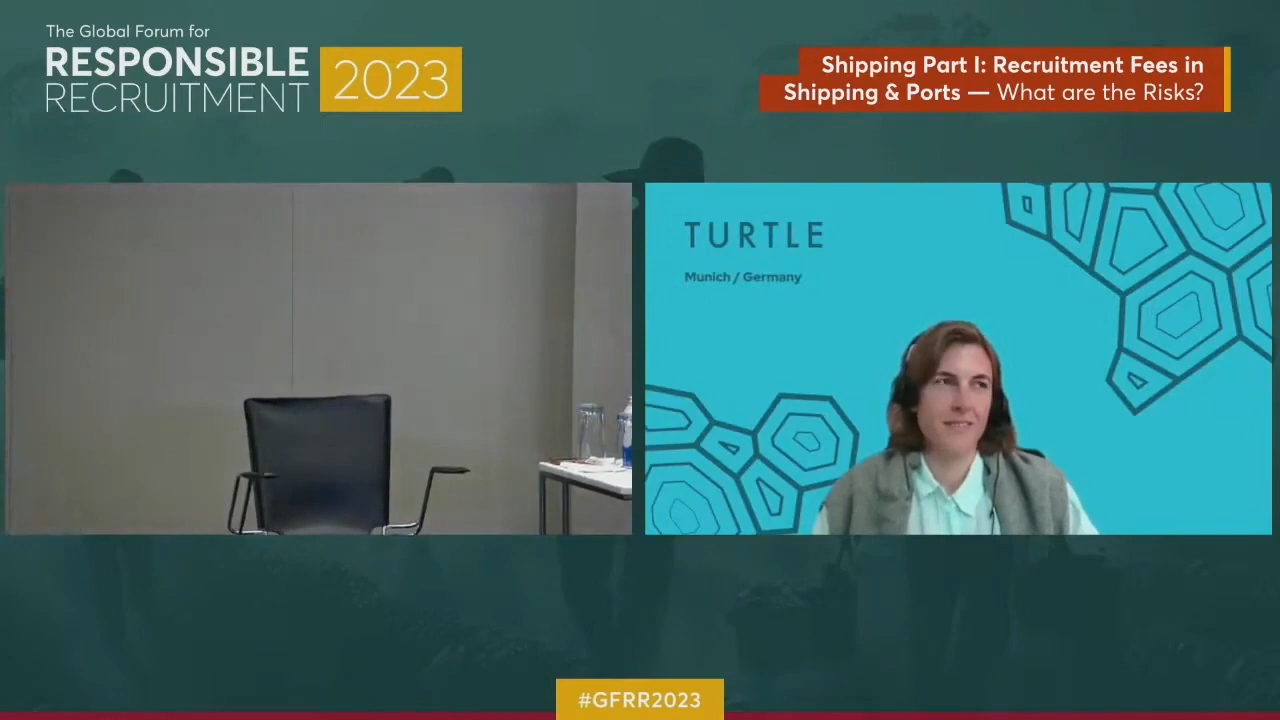 The Global Forum for
RESPONSIBLE
RECRUITMENT
2023
Shipping Part I: Recruitment Fees in
Shipping & Ports — What are the Risks?
TURTLE
Munich / Germany
#GFRR2023